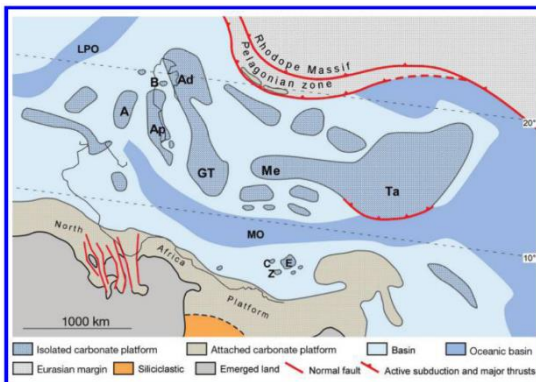 LPO
Rhodope Massif
Pelagonian zone
Ad
B
A
Ap
20°
GT
Me
Ta
MO
North Africa Platform
C
E
Z
10°
1000 km
Isolated carbonate platform
Attached carbonate platform
Basin
Oceanic basin
Eurasian margin
Siliciclastic
Emerged land
Normal fault
Active subduction and major thrusts